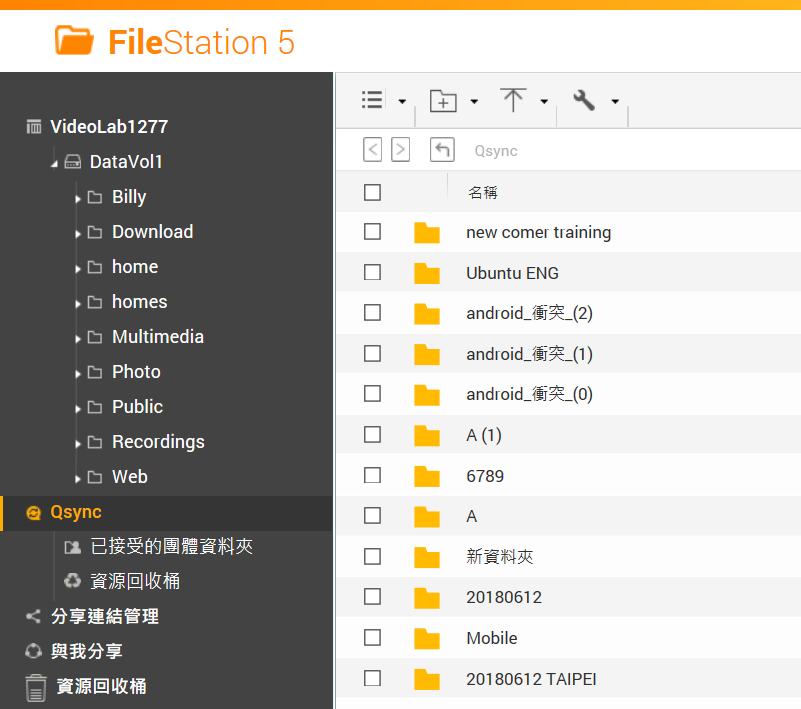 FileStation 5
VideoLab1277
DataVol1
Billy
Download
home
homes
Multimedia
Photo
Public
Recordings
Web
Qsync
已接受的團體資料夾
資源回收桶
分享連結管理
與我分享
資源回收桶
Qsync
名稱
new comer training
Ubuntu ENG
android_衝突_(2)
android_衝突_(1)
android_衝突_(0)
A (1)
6789
A
新資料夾
20180612
Mobile
20180612 TAIPEI